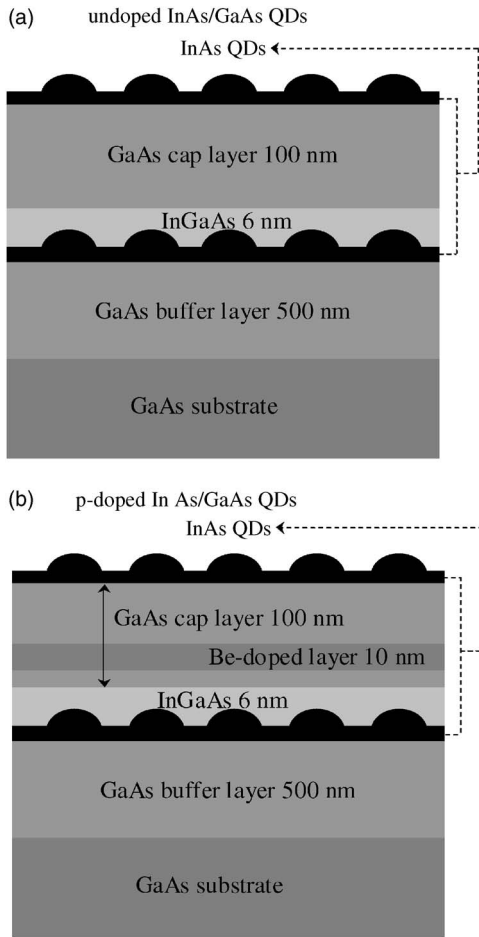 (a)
undoped InAs/GaAs QDs
InAs QDs
GaAs cap layer 100 nm
InGaAs 6 nm
GaAs buffer layer 500 nm
GaAs substrate
(b)
p-doped In As/GaAs QDs
InAs QDs
GaAs cap layer 100 nm
Be-doped layer 10 nm
InGaAs 6 nm
GaAs buffer layer 500 nm
GaAs substrate